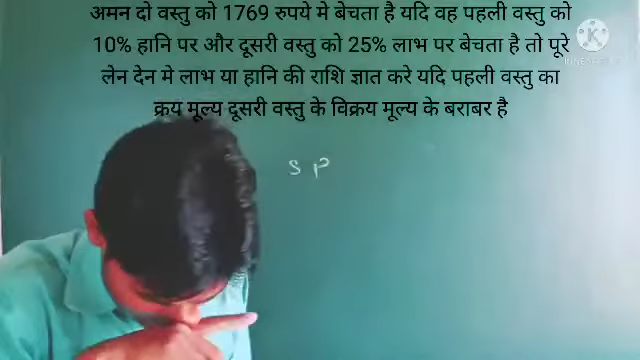 अमन दो वस्तु को 1769 रुपये मे बेचता है यदि वह पहली वस्तु को
10% हानि पर और दूसरी वस्तु को 25% लाभ पर बेचता है तो पूरे
लेन देन मे लाभ या हानि की राशि ज्ञात करे यदि पहली वस्तु का
क्रय मूल्य दूसरी वस्तु के विक्रय मूल्य के बराबर है
S P